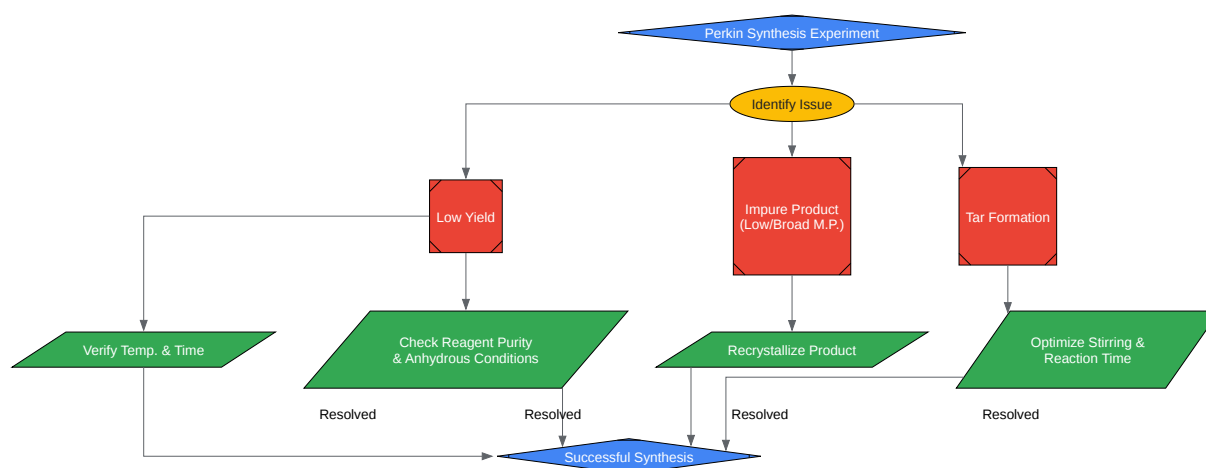 Perkin Synthesis Experiment
Identify Issue
Low Yield
Impure Product
(Low/Broad M.P.)
Tar Formation
Verify Temp. & Time
Check Reagent Purity
& Anhydrous Conditions
Recrystallize Product
Optimize Stirring &
Reaction Time
Resolved
Resolved
Resolved
Resolved
Successful Synthesis